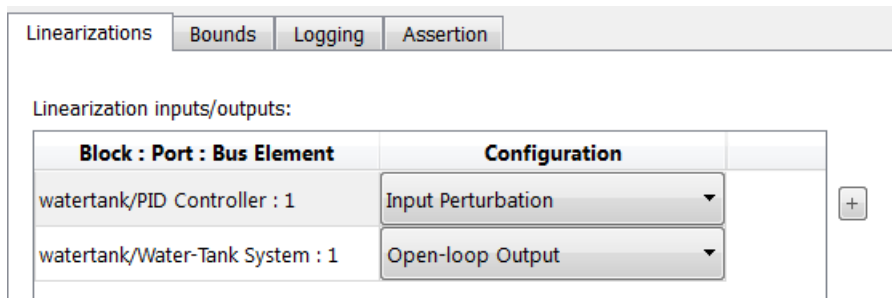 Linearizations Bounds Logging Assertion
Linearization inputs/outputs:
Block : Port : Bus Element Configuration
watertank/PID Controller : 1 Input Perturbation +
watertank/Water-Tank System : 1 Open-loop Output